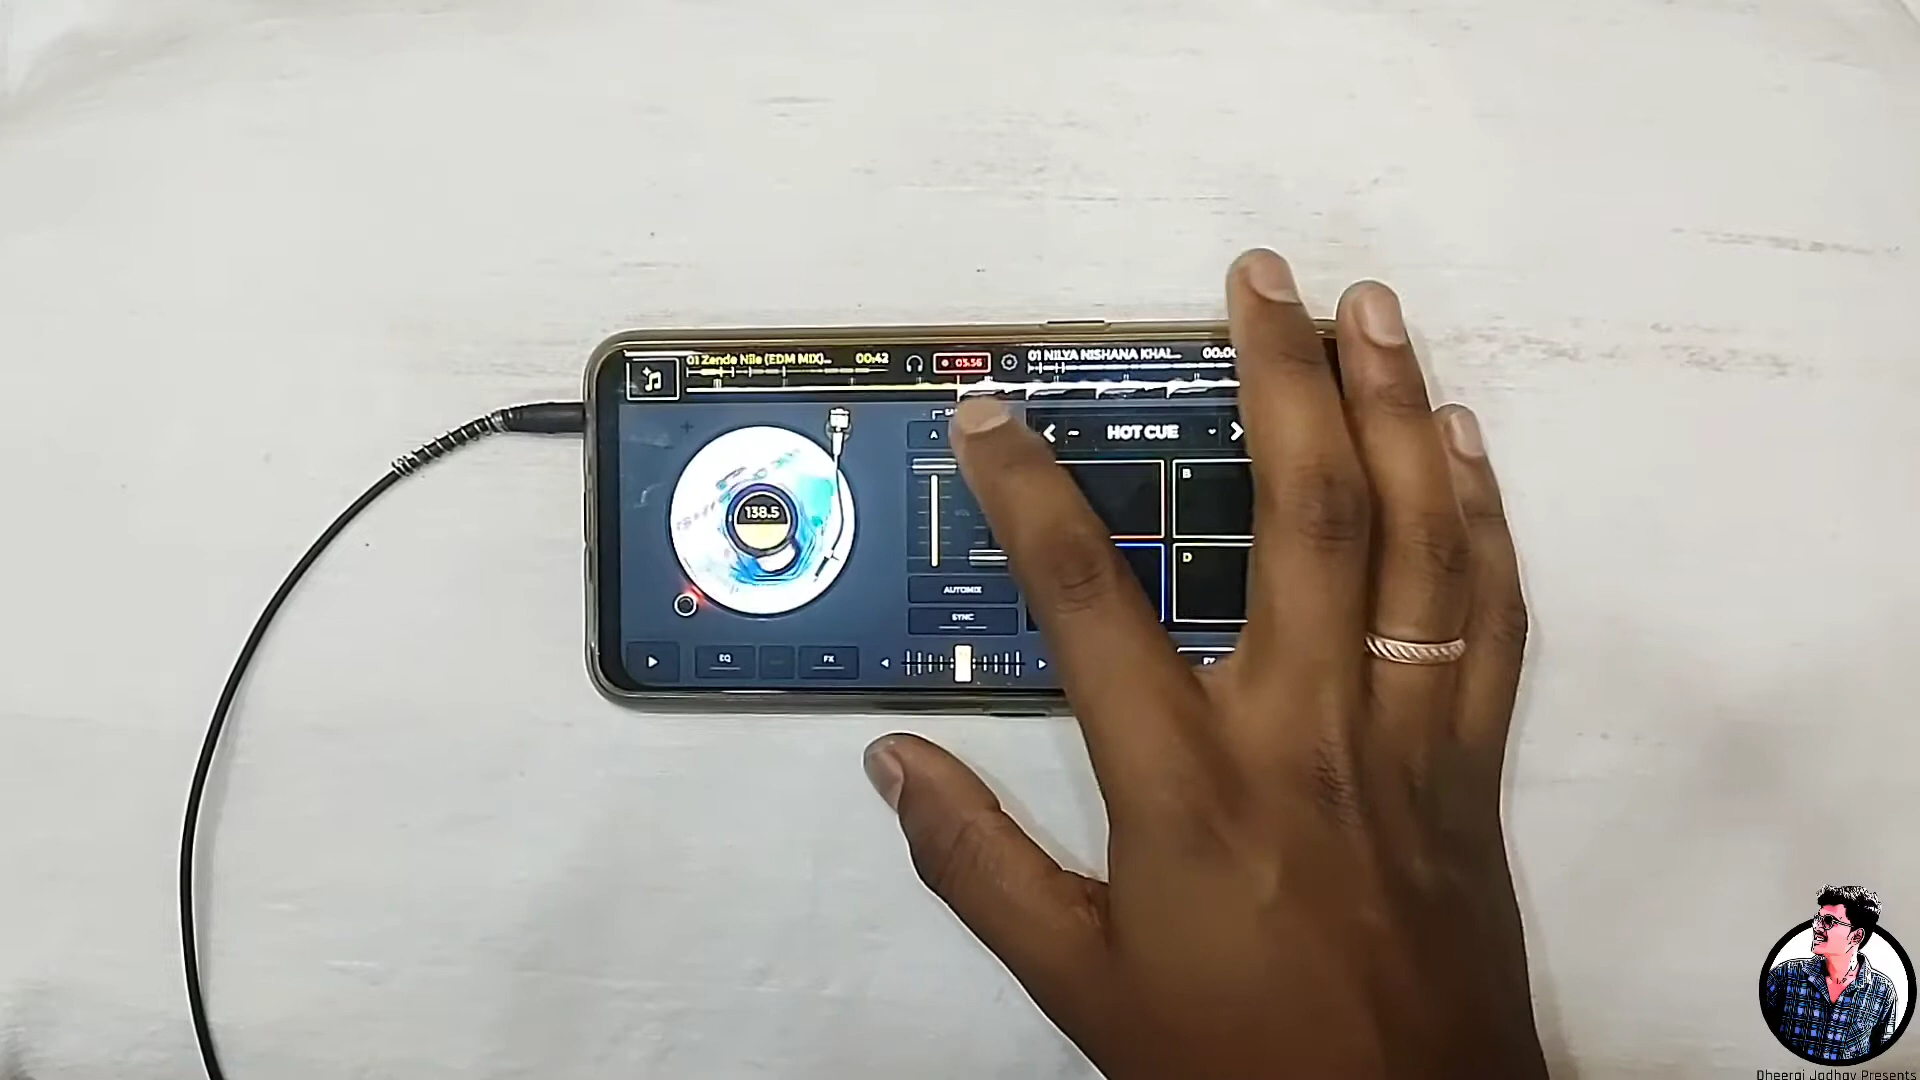 01 Zende Nile (EDM MIX)...
00:42
03:56
01 NILYA NISHANA KHAL...
A
HOT CUE
B
138.5
D
AUTOMIX
SYNC
EQ
FX
Dheeraj Jadhav Presents